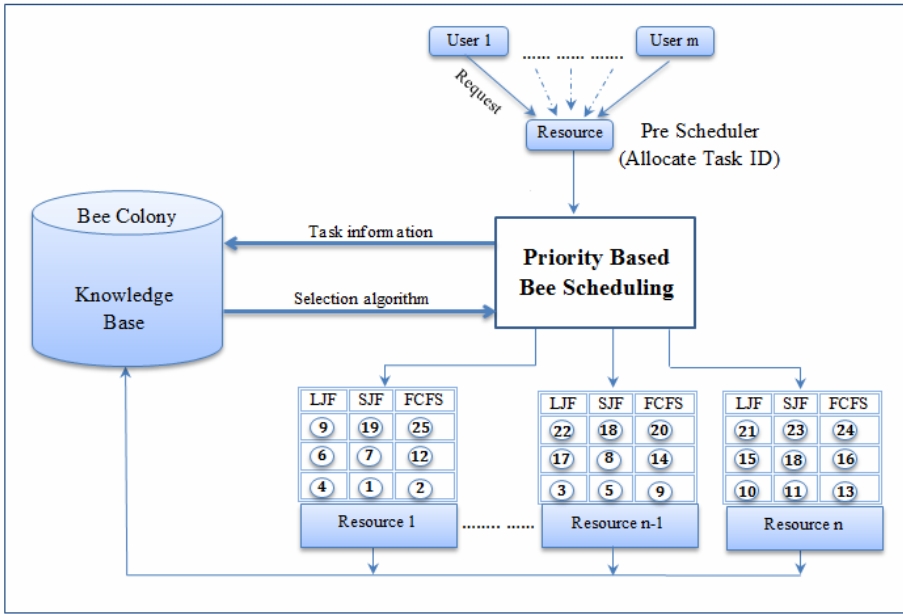 User 1
...... ...... .......
User m
Request
Resource
Pre Scheduler
(Allocate Task ID)
Bee Colony
Knowledge
Base
Task information
Selection algorithm
Priority Based
Bee Scheduling
LJF SJF FCFS
9 19 25
6 7 12
4 1 2
Resource 1
........ ......
LJF SJF FCFS
22 18 20
17 8 14
3 5 9
Resource n-1
LJF SJF FCFS
21 23 24
15 18 16
10 11 13
Resource n